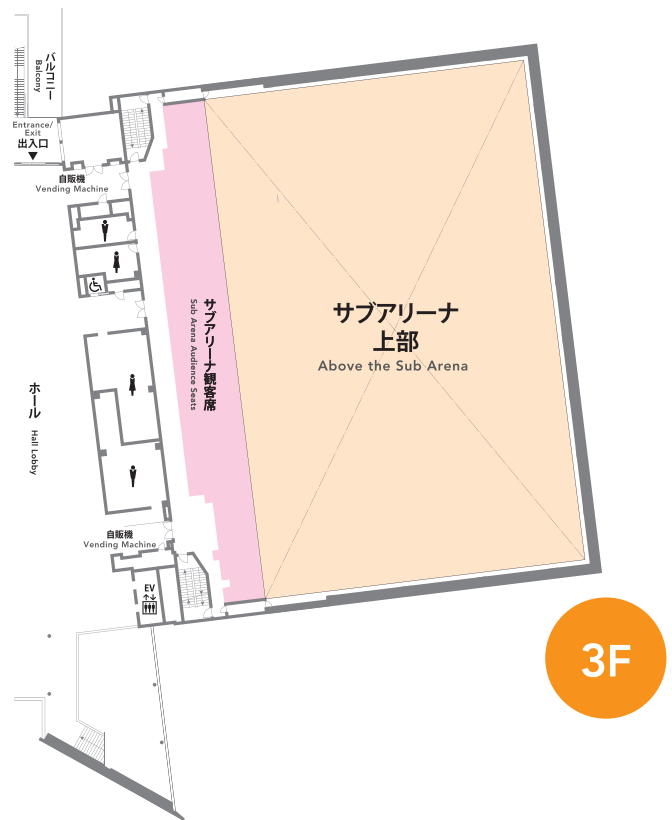 バルコニー
Balcony
Entrance/
Exit
出入口
自販機
Vending Machine
サブアリーナ観客席
Sub Arena Audience Seats
サブアリーナ
上部
Above the Sub Arena
ホール
Hall Lobby
自販機
Vending Machine
EV
3F